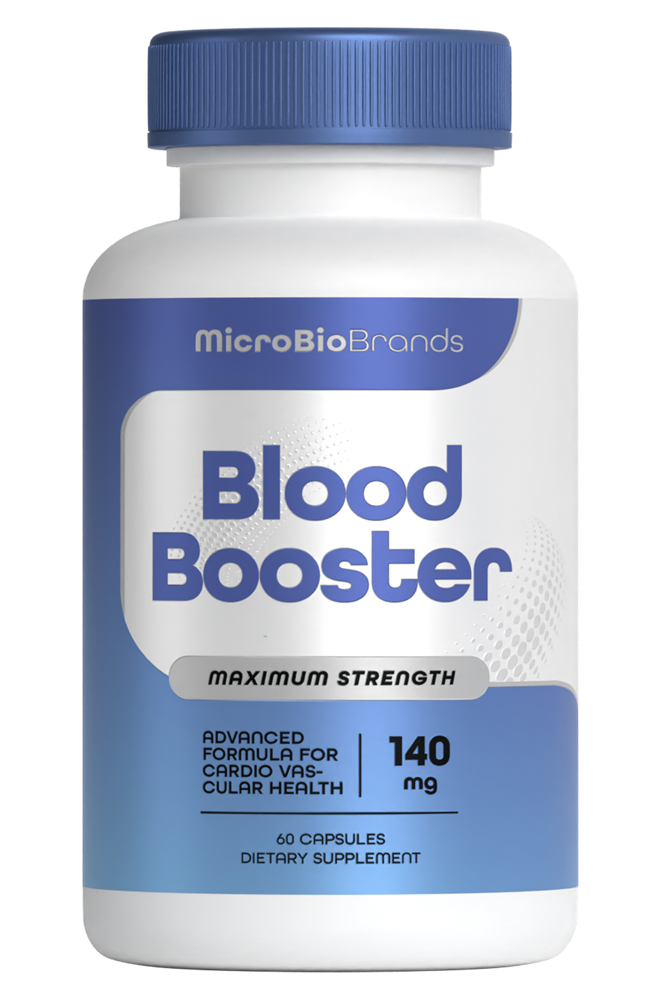 MicroBioBrands
Blood
Booster
MAXIMUM STRENGTH
ADVANCED
FORMULA FOR
CARDIO VAS-
CULAR HEALTH
140
mg
60 CAPSULES
DIETARY SUPPLEMENT